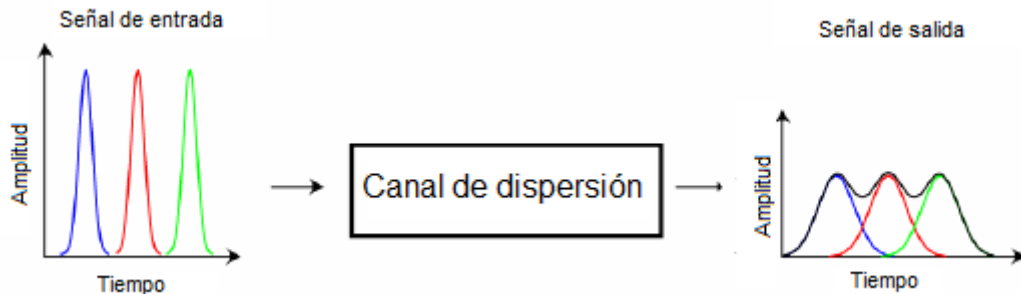 Señal de entrada
Amplitud
Tiempo
Canal de dispersión
Señal de salida
Amplitud
Tiempo